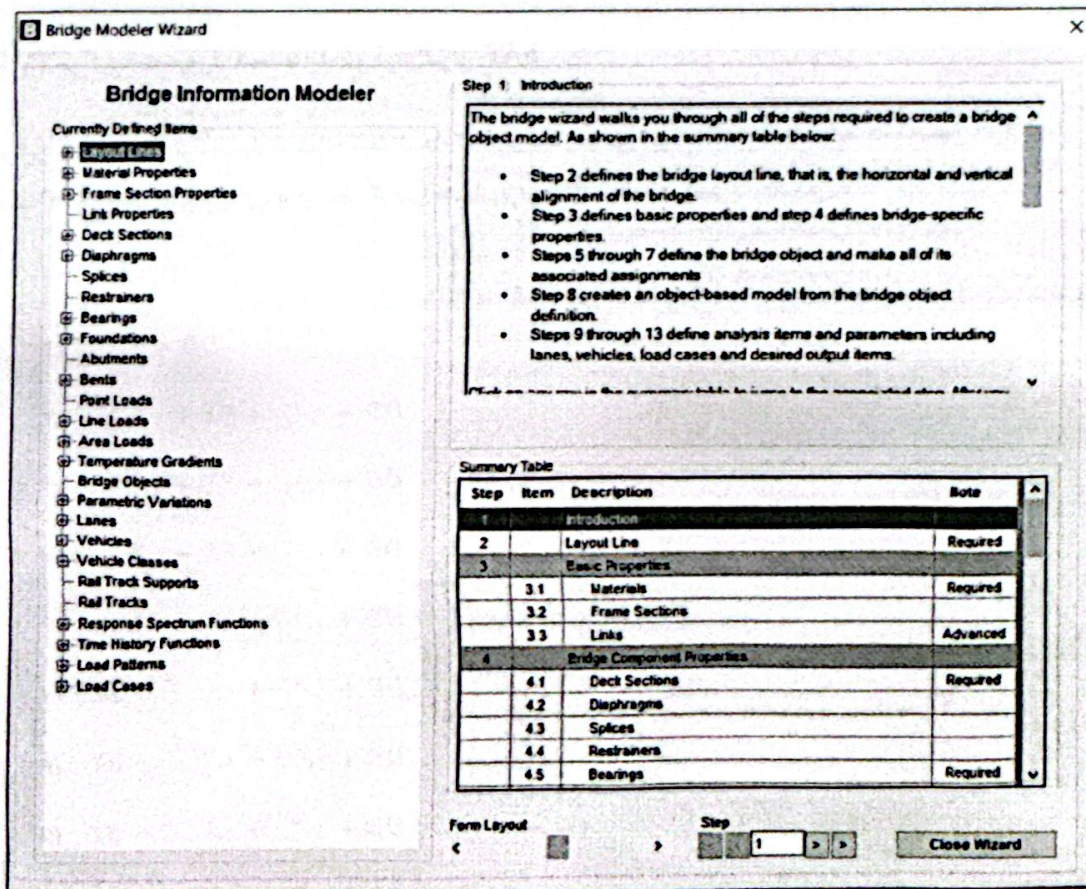 B Bridge Modeler Wizard
Bridge Information Modeler
Currently Defined Items
Layout Lines
Material Properties
Frame Section Properties
Link Properties
Deck Sections
Diaphragms
Splices
Restrainers
Bearings
Foundations
Abutments
Bents
Point Loads
Line Loads
Area Loads
Temperature Gradients
Bridge Objects
Parametric Variations
Lanes
Vehicles
Vehicle Classes
Rail Track Supports
Rail Tracks
Response Spectrum Functions
Time History Functions
Load Patterns
Load Cases
Step 1: Introduction
The bridge wizard walks you through all of the steps required to create a bridge
object model. As shown in the summary table below:
• Step 2 defines the bridge layout line, that is, the horizontal and vertical
alignment of the bridge.
• Step 3 defines basic properties and step 4 defines bridge-specific
properties.
• Steps 5 through 7 define the bridge object and make all of its
associated assignments
• Step 8 creates an object-based model from the bridge object
definition.
• Steps 9 through 13 define analysis items and parameters including
lanes, vehicles, load cases and desired output items.
Summary Table
Step Item Description Note
1 Introduction
2 Layout Line Required
3 Basic Properties
3.1 Materials Required
3.2 Frame Sections
3.3 Links Advanced
4 Bridge Component Properties
4.1 Deck Sections Required
4.2 Diaphragms
4.3 Splices
4.4 Restrainers
4.5 Bearings Required
Form Layout
Step
1
Close Wizard